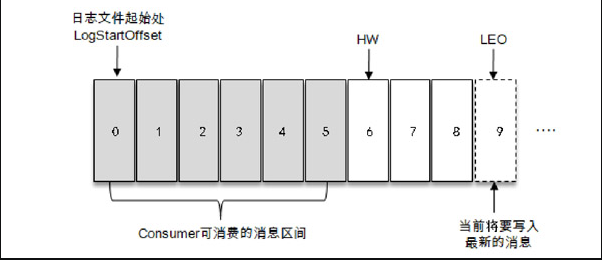 日志文件起始处
LogStartOffset
HW
LEO
0 1 2 3 4 5 6 7 8 9 ····
Consumer可消费的消息区间
当前将要写入
最新的消息